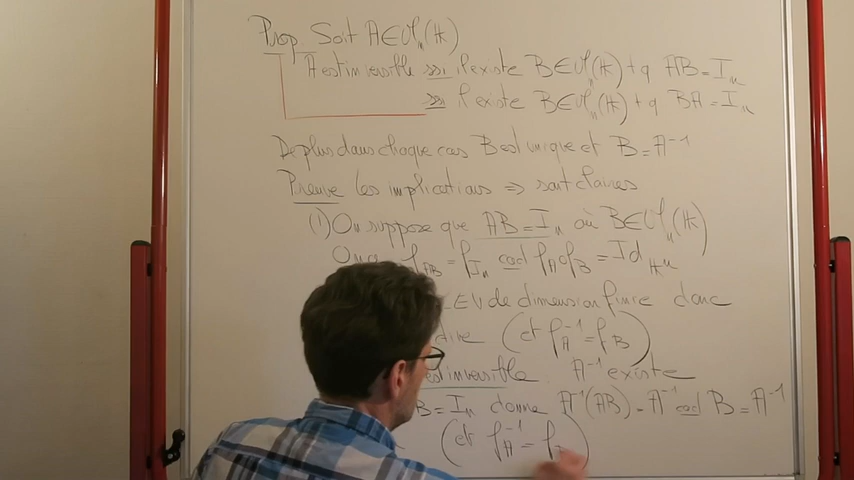 Prop Soit A∈M_n(K)
A est inversible ssi il existe B∈M_n(K) tq AB=I_n
ssi il existe B∈M_n(K) tq BA=I_n
De plus dans chaque cas B est unique et B=A⁻¹
Preuve les implications ⇒ sont claires
(1) On suppose que AB=I_n où B∈M_n(K)
On a f_AB = f_I_n cad f_A o f_B = Id_K^n
EV de dimension finie donc
(et f_A⁻¹ = f_B)
est inversible A⁻¹ existe
B=I_n donne A⁻¹(AB)=A⁻¹ cad B=A⁻¹
(et f_A⁻¹ = f